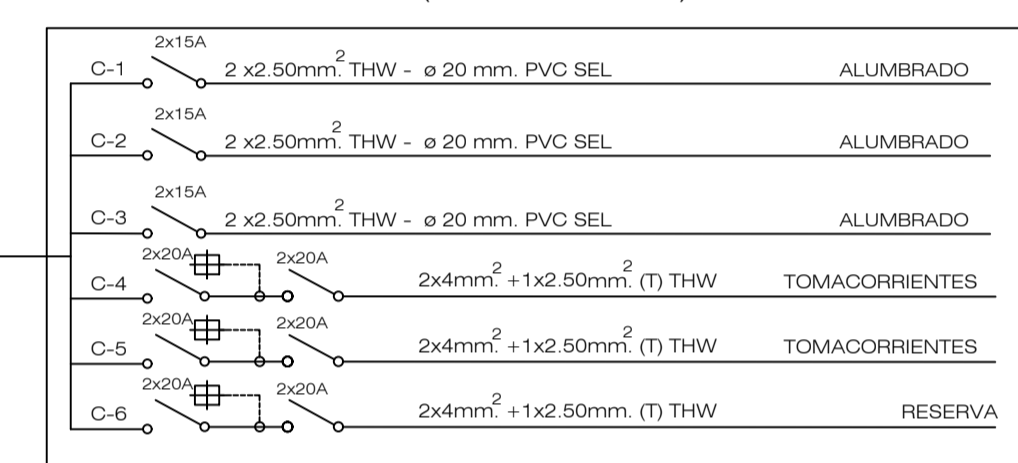 2x15A
C-1 2 x2.50mm.² THW - ø 20 mm. PVC SEL ALUMBRADO
2x15A
C-2 2 x2.50mm.² THW - ø 20 mm. PVC SEL ALUMBRADO
2x15A
C-3 2 x2.50mm.² THW - ø 20 mm. PVC SEL ALUMBRADO
2x20A 2x20A
C-4 2x4mm.² +1x2.50mm.² (T) THW TOMACORRIENTES
2x20A 2x20A
C-5 2x4mm.² +1x2.50mm.² (T) THW TOMACORRIENTES
2x20A 2x20A
C-6 2x4mm.² +1x2.50mm. (T) THW RESERVA